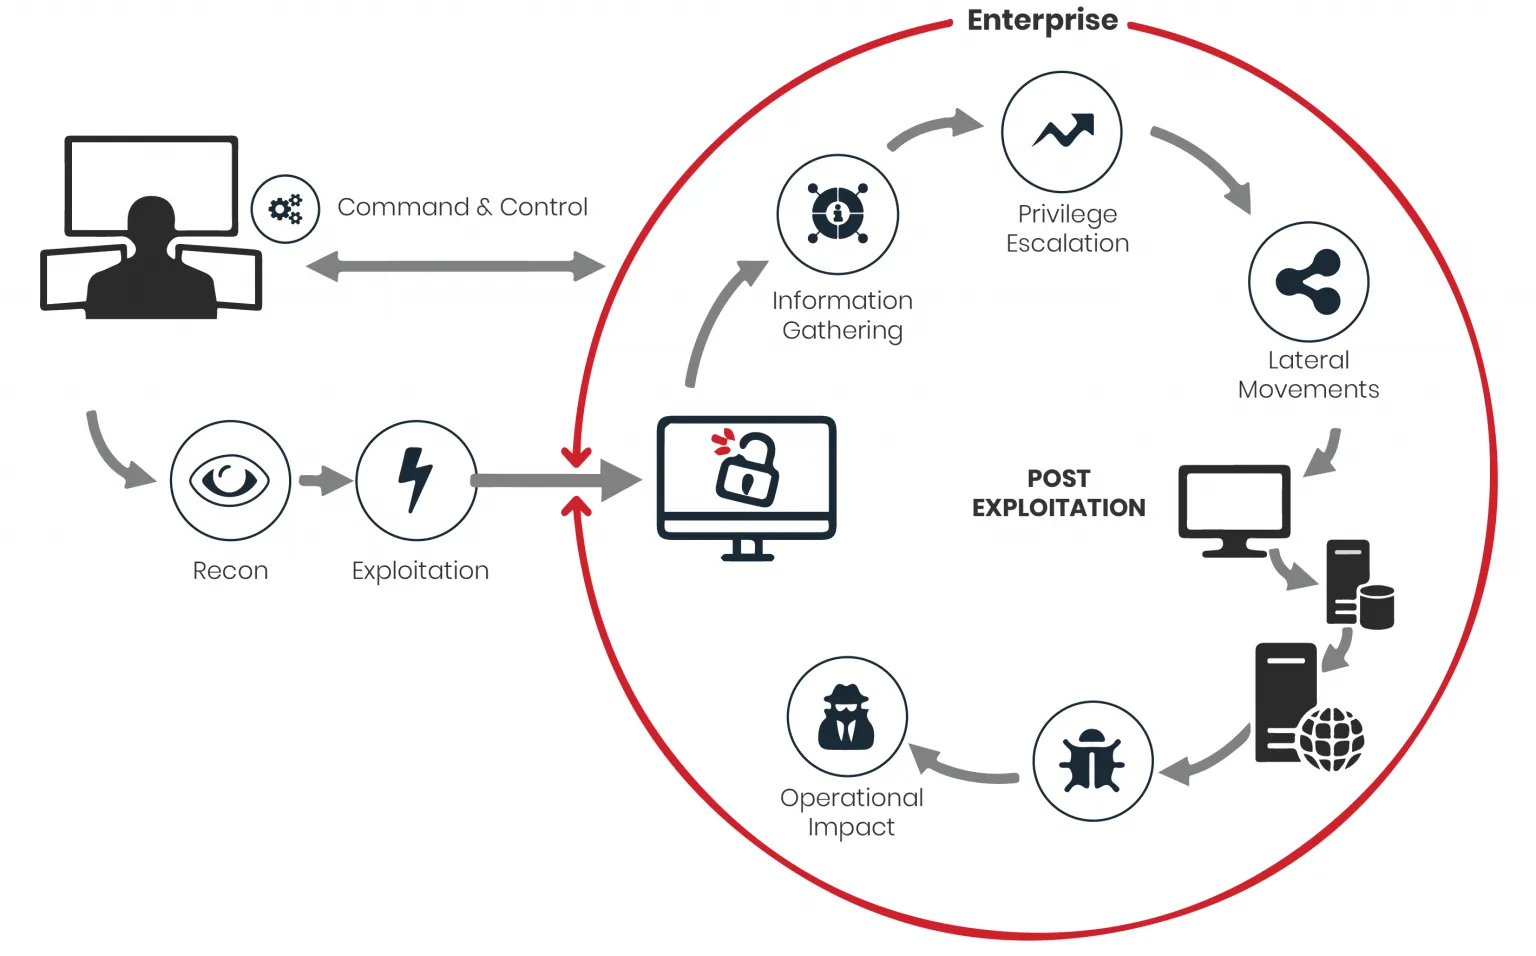 Enterprise
Command & Control
Privilege
Escalation
Information
Gathering
Lateral
Movements
POST
EXPLOITATION
Recon
Exploitation
Operational
Impact